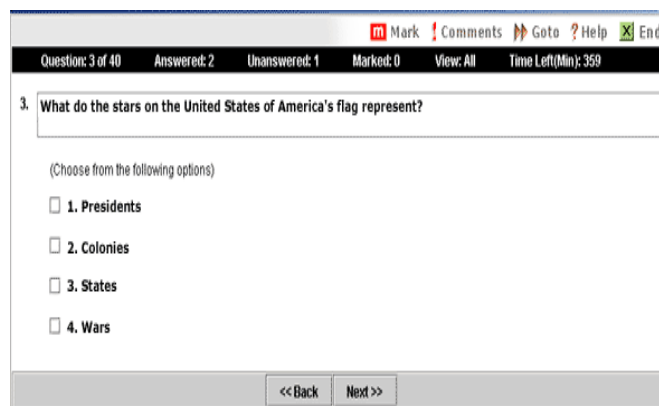 m Mark ! Comments Goto ? Help X End
Question: 3 of 40 Answered: 2 Unanswered: 1 Marked: 0 View: All Time Left(Min): 359
3. What do the stars on the United States of America's flag represent?
(Choose from the following options)
1. Presidents
2. Colonies
3. States
4. Wars
<< Back Next >>